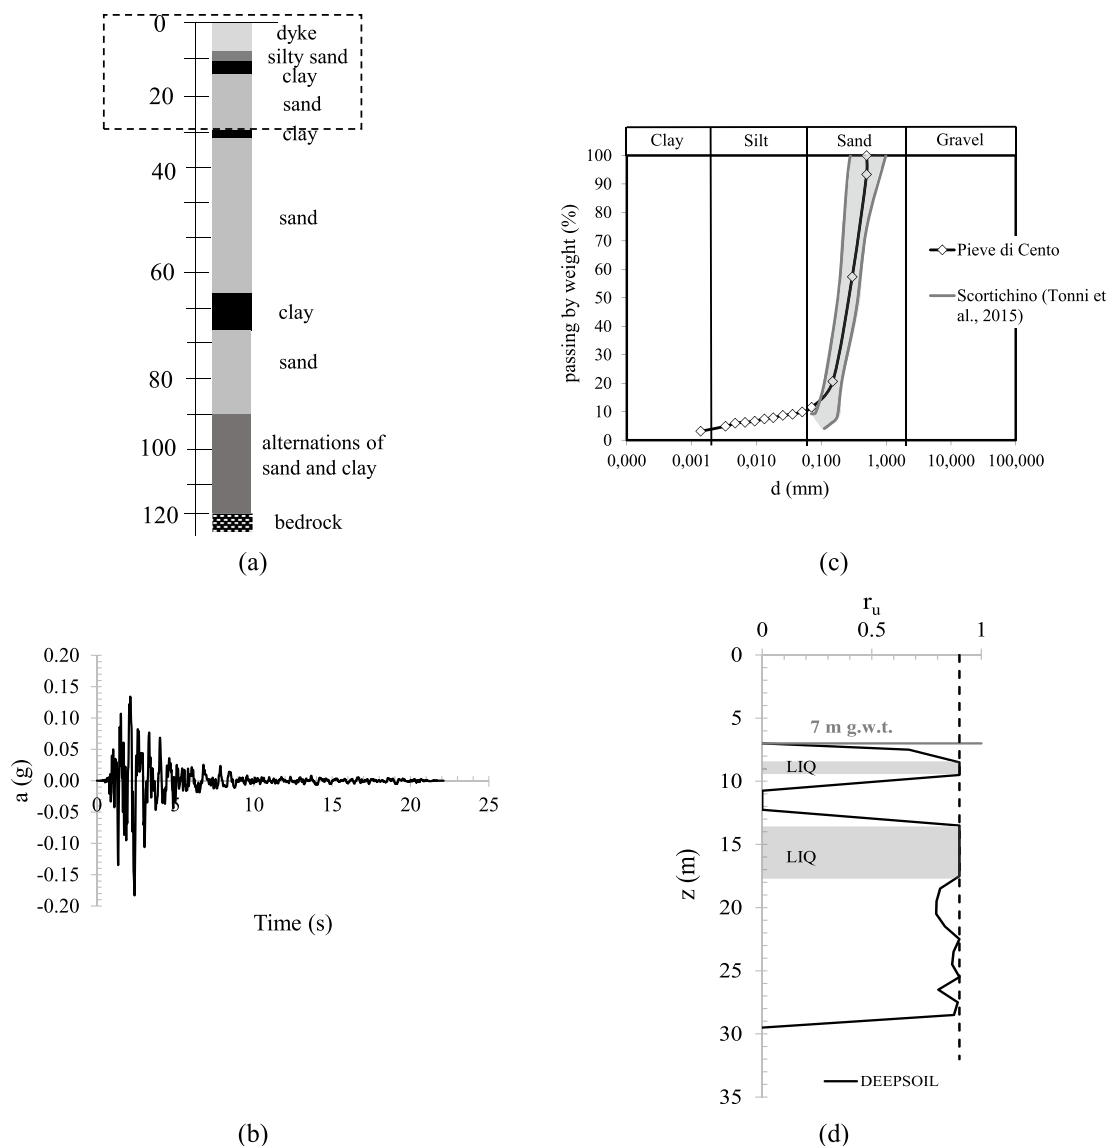 0
dyke
silty sand
clay
20
sand
clay
40
sand
60
clay
sand
80
alternations of
100
sand and clay
120
bedrock
(a)
Clay Silt Sand Gravel
100
90
80
70
60
50
40
30
20
10
0
passing by weight (%)
0,000 0,001 0,010 0,100 1,000 10,000 100,000
d (mm)
Pieve di Cento
Scortichino (Tonni et
al., 2015)
(c)
0.20
0.15
0.10
0.05
0.00
-0.05
-0.10
-0.15
-0.20
a (g)
0 5 10 15 20 25
Time (s)
(b)
r_u
0 0.5 1
0
5
10
15
20
25
30
35
z (m)
7 m g.w.t.
LIQ
LIQ
DEEPSOIL
(d)